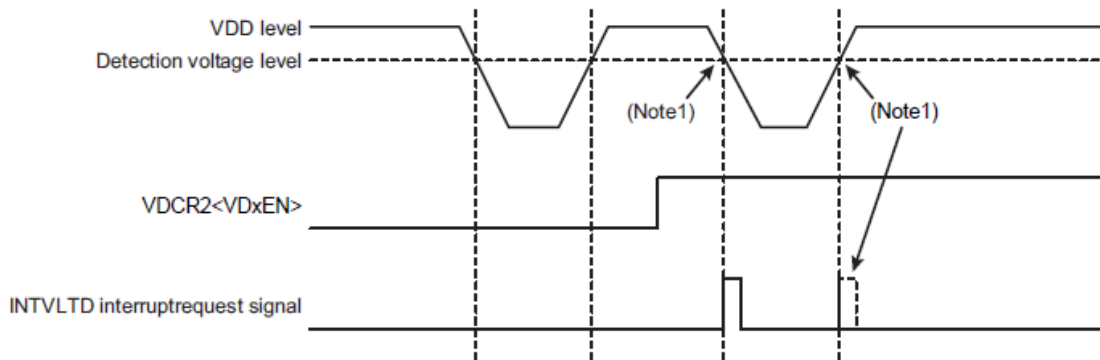 VDD level
Detection voltage level
(Note1)
(Note1)
VDCR2<VDxEN>
INTVLTD interruptrequest signal